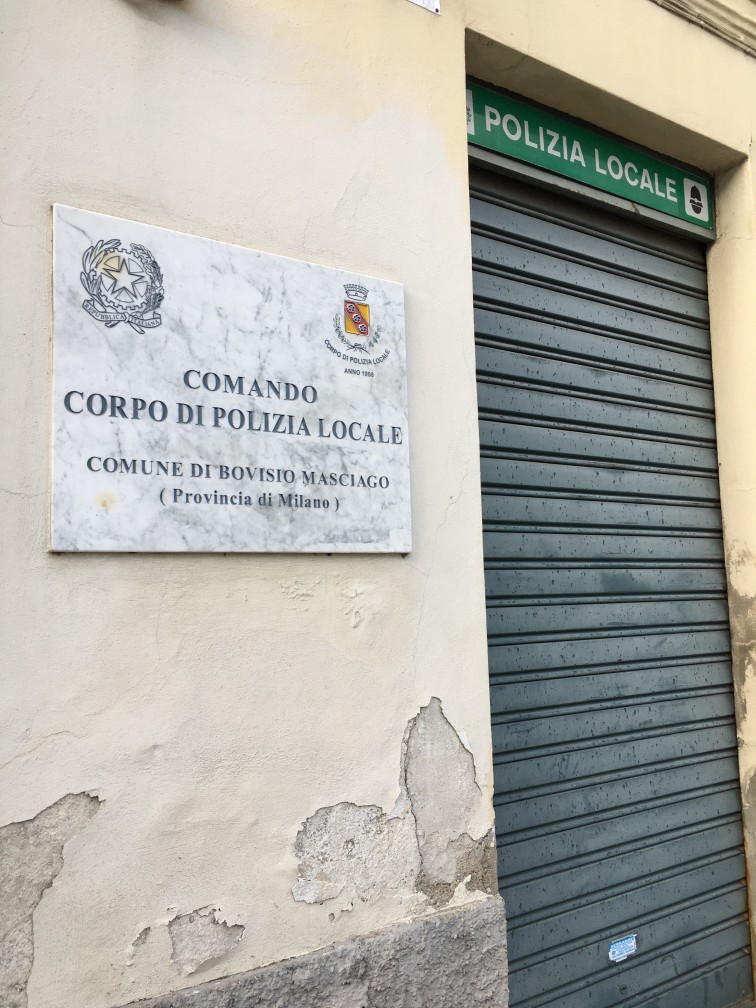 POLIZIA LOCALE
REPUBBLICA ITALIANA
CORPO DI POLIZIA LOCALE
COMANDO
CORPO DI POLIZIA LOCALE
COMUNE DI BOVISIO MASCIAGO
( Provincia di Milano )